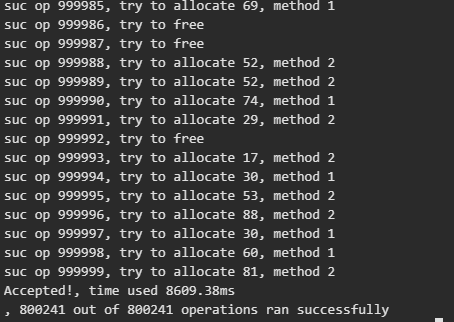 suc op 999985, try to allocate 69, method 1
suc op 999986, try to free
suc op 999987, try to free
suc op 999988, try to allocate 52, method 2
suc op 999989, try to allocate 52, method 2
suc op 999990, try to allocate 74, method 1
suc op 999991, try to allocate 29, method 2
suc op 999992, try to free
suc op 999993, try to allocate 17, method 2
suc op 999994, try to allocate 30, method 1
suc op 999995, try to allocate 53, method 2
suc op 999996, try to allocate 88, method 2
suc op 999997, try to allocate 30, method 1
suc op 999998, try to allocate 60, method 1
suc op 999999, try to allocate 81, method 2
Accepted!, time used 8609.38ms
, 800241 out of 800241 operations ran successfully